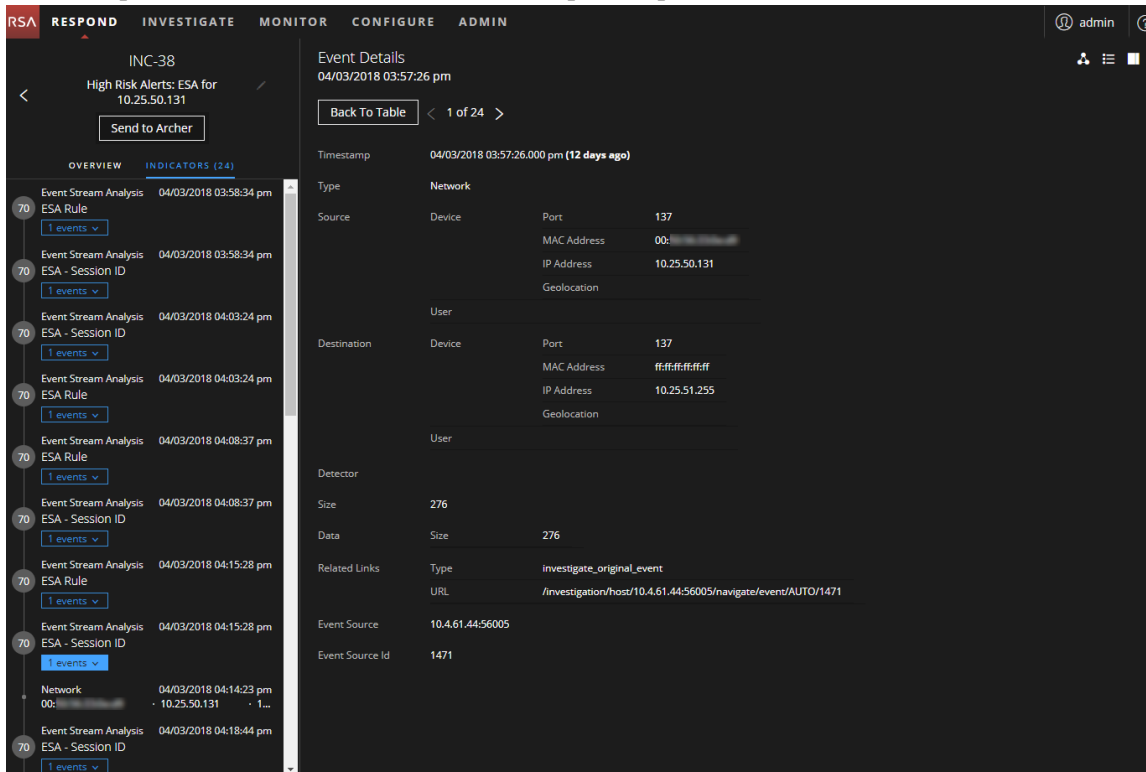 RSA RESPOND INVESTIGATE MONITOR CONFIGURE ADMIN admin
INC-38
High Risk Alerts: ESA for
10.25.50.131
Send to Archer
OVERVIEW INDICATORS (24)
Event Stream Analysis 04/03/2018 03:58:34 pm
70 ESA Rule
1 events
Event Stream Analysis 04/03/2018 03:58:34 pm
70 ESA - Session ID
1 events
Event Stream Analysis 04/03/2018 04:03:24 pm
70 ESA - Session ID
1 events
Event Stream Analysis 04/03/2018 04:03:24 pm
70 ESA Rule
1 events
Event Stream Analysis 04/03/2018 04:08:37 pm
70 ESA Rule
1 events
Event Stream Analysis 04/03/2018 04:08:37 pm
70 ESA - Session ID
1 events
Event Stream Analysis 04/03/2018 04:15:28 pm
70 ESA Rule
1 events
Event Stream Analysis 04/03/2018 04:15:28 pm
70 ESA - Session ID
1 events
Network 04/03/2018 04:14:23 pm
00: · 10.25.50.131 · 1...
Event Stream Analysis 04/03/2018 04:18:44 pm
70 ESA - Session ID
1 events
Event Details
04/03/2018 03:57:26 pm
Back To Table < 1 of 24 >
Timestamp 04/03/2018 03:57:26.000 pm (12 days ago)
Type Network
Source Device Port 137
MAC Address 00:
IP Address 10.25.50.131
Geolocation
User
Destination Device Port 137
MAC Address ff:ff:ff:ff:ff:ff
IP Address 10.25.51.255
Geolocation
User
Detector
Size 276
Data Size 276
Related Links Type investigate_original_event
URL /investigation/host/10.4.61.44:56005/navigate/event/AUTO/1471
Event Source 10.4.61.44:56005
Event Source Id 1471